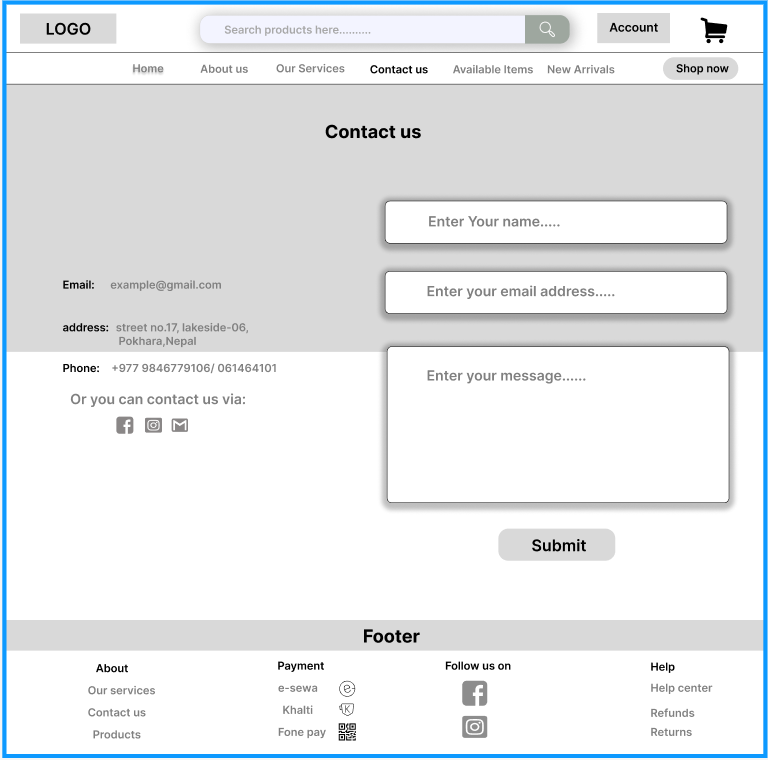 LOGO
Search products here..........
Account
Home
About us
Our Services
Contact us
Available Items
New Arrivals
Shop now
Contact us
Enter Your name.....
Email: example@gmail.com
Enter your email address.....
address: street no.17, lakeside-06,
Pokhara,Nepal
Phone: +977 9846779106/ 061464101
Enter your message......
Or you can contact us via:
Submit
Footer
About
Our services
Contact us
Products
Payment
e-sewa
Khalti
Fone pay
Follow us on
Help
Help center
Refunds
Returns